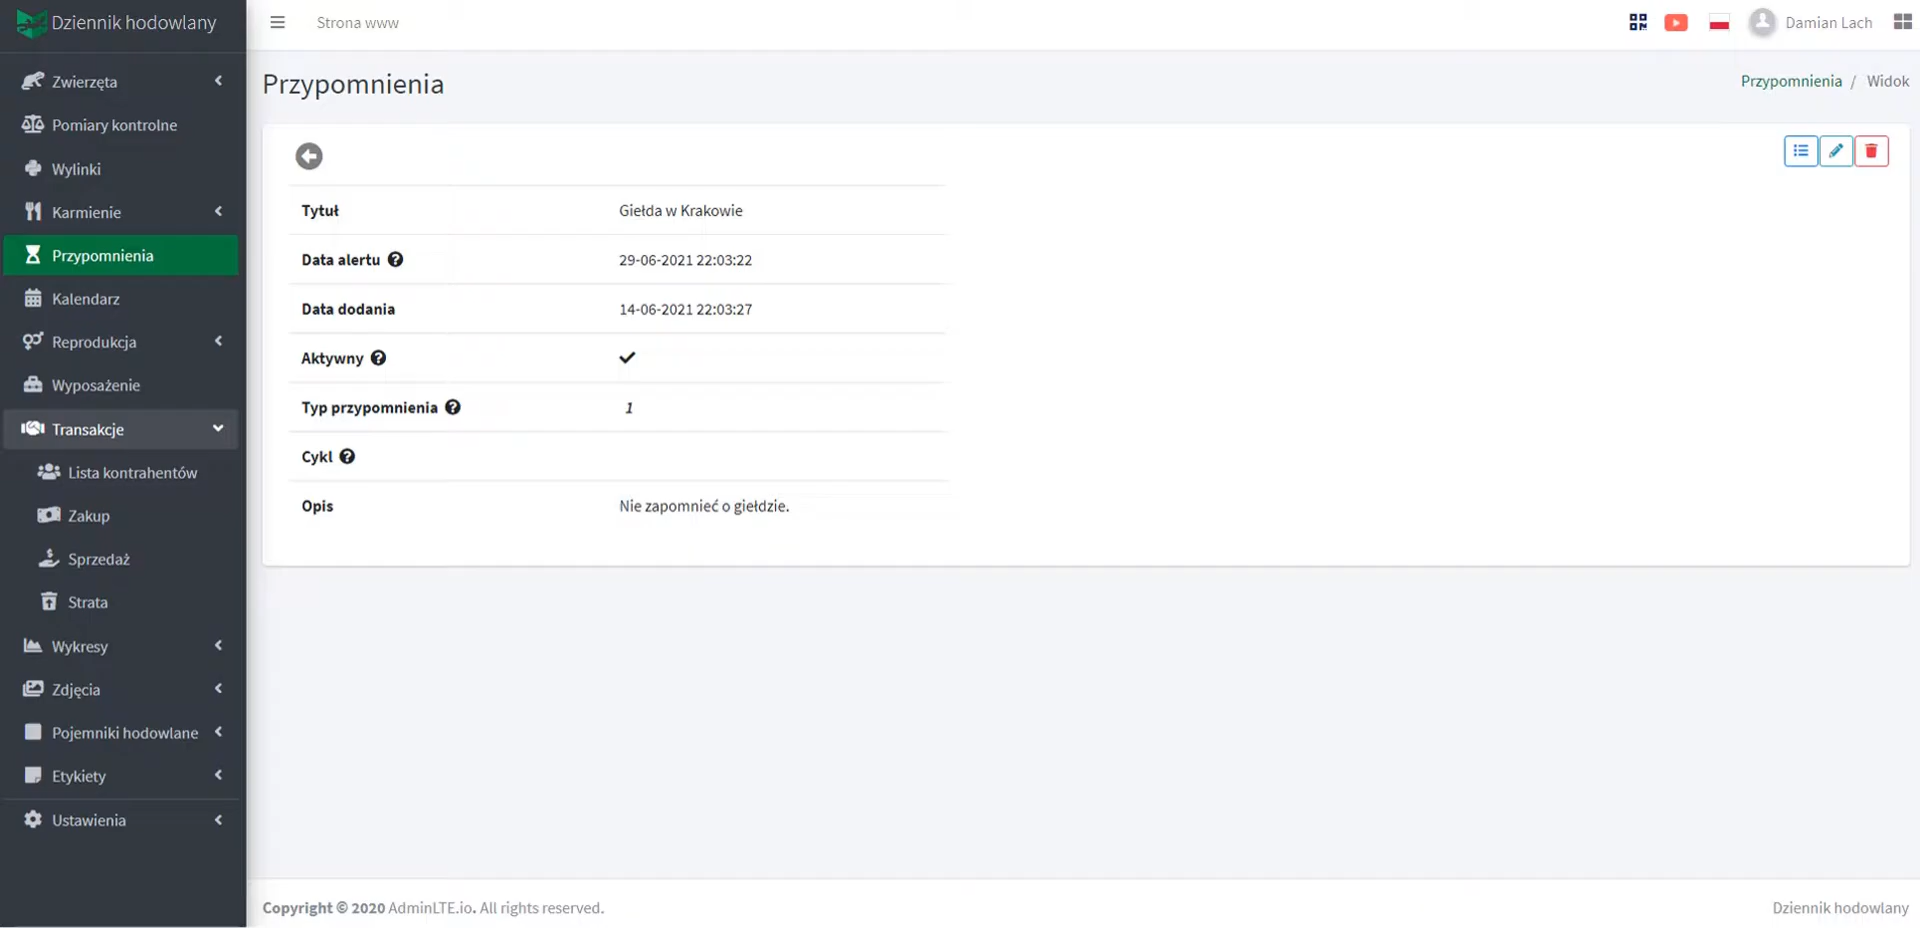 Dziennik hodowlany
Strona www
Damian Lach
Zwierzęta
Pomiary kontrolne
Wylinki
Karmienie
Przypomnienia
Kalendarz
Reprodukcja
Wyposażenie
Transakcje
Lista kontrahentów
Zakup
Sprzedaż
Strata
Wykresy
Zdjęcia
Pojemniki hodowlane
Etykiety
Ustawienia
Przypomnienia
Przypomnienia / Widok
Tytuł Giełda w Krakowie
Data alertu 29-06-2021 22:03:22
Data dodania 14-06-2021 22:03:27
Aktywny
Typ przypomnienia 1
Cykl
Opis Nie zapomnieć o giełdzie.
Copyright © 2020 AdminLTE.io. All rights reserved.
Dziennik hodowlany